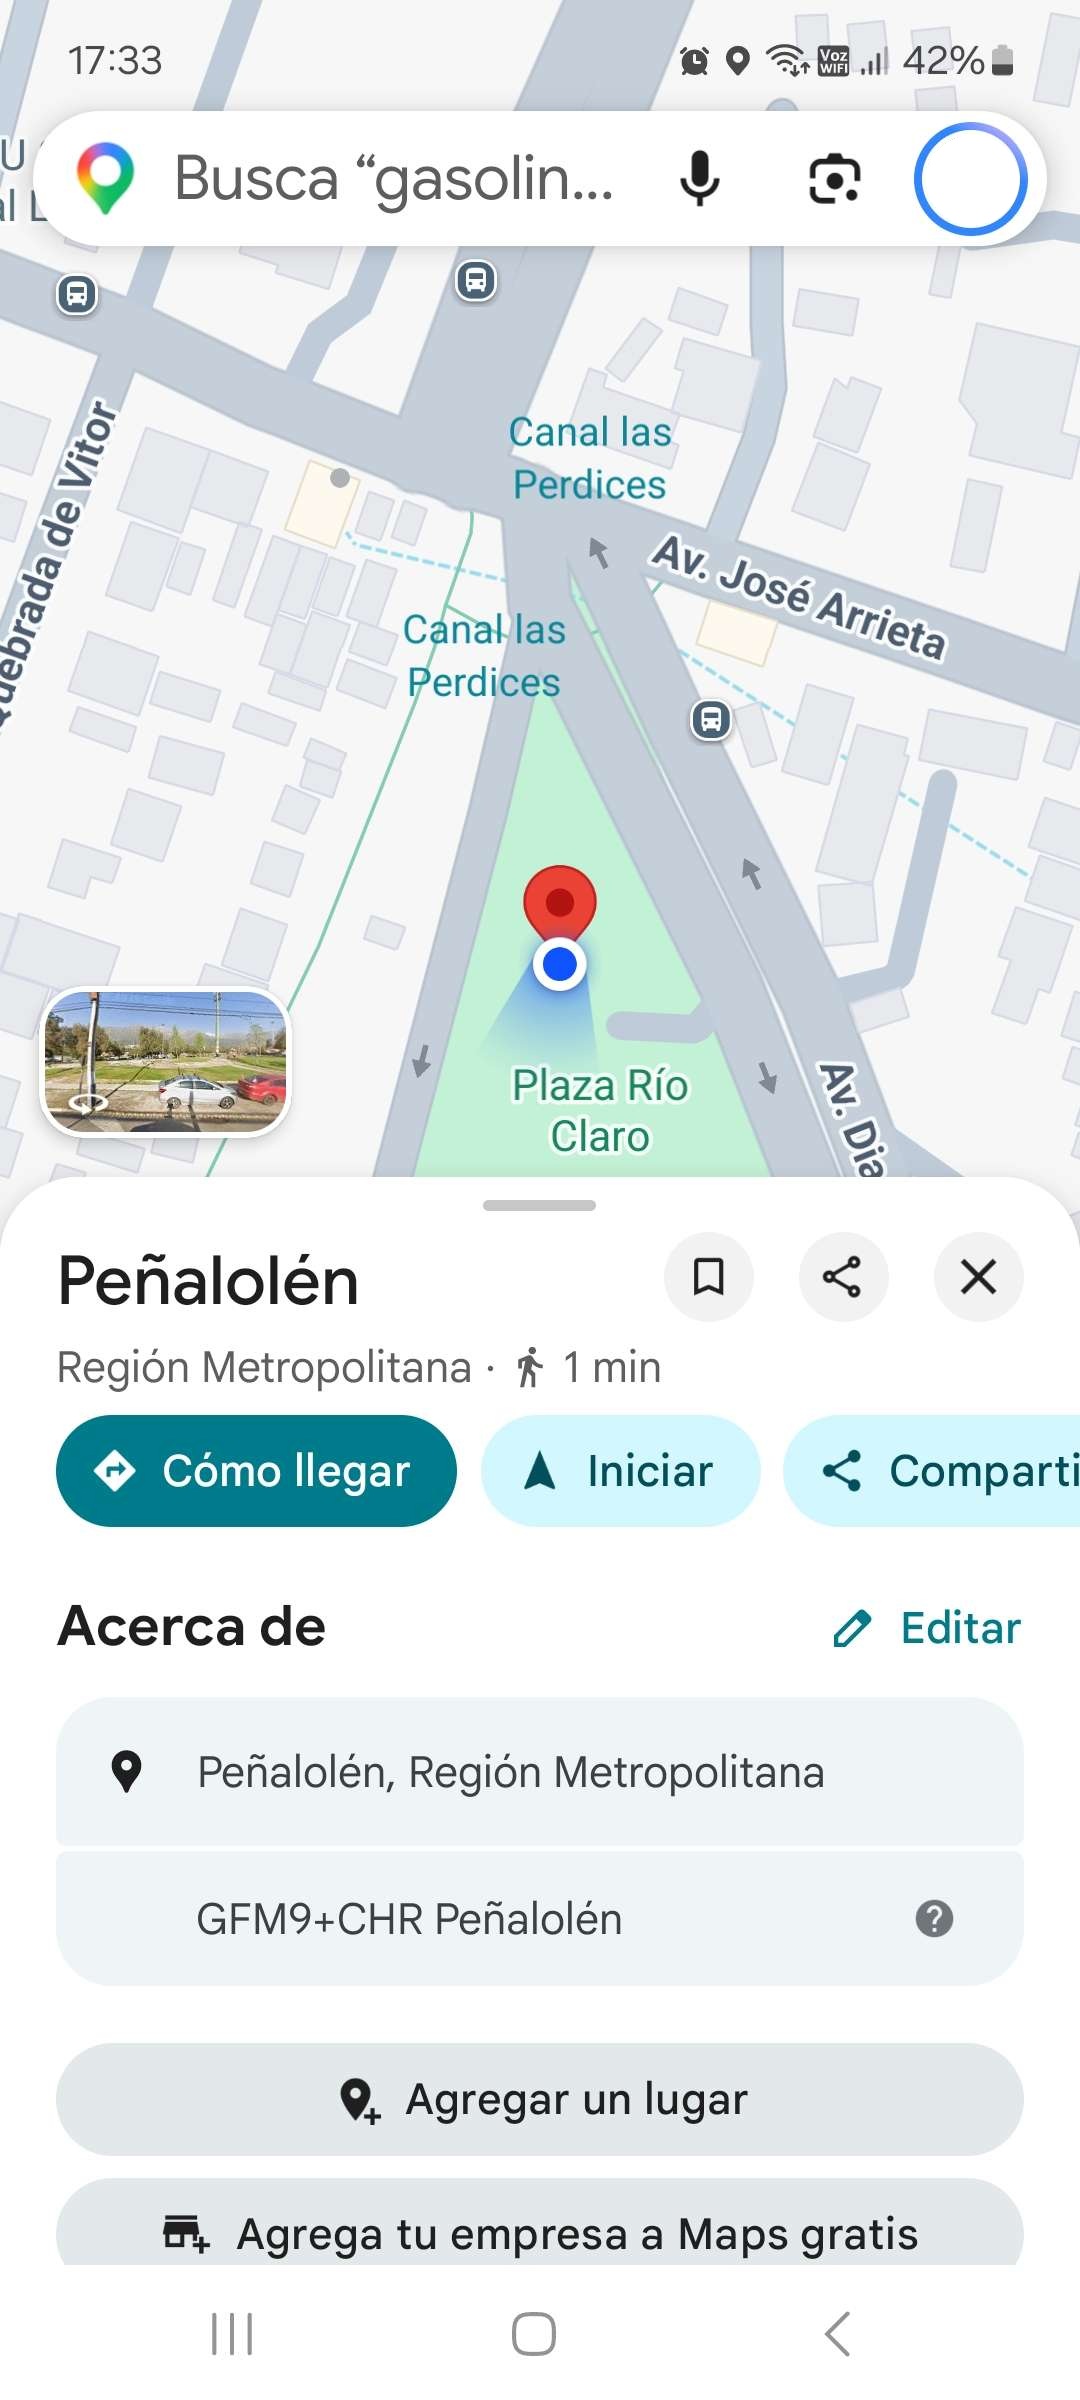 17:33
Voz
WIFI
42%
Busca “gasolin...
Canal las
Perdices
Av. José Arrieta
Quebrada de Vitor
Canal las
Perdices
Plaza Río
Claro
Av. Dia
Peñalolén
Región Metropolitana · 1 min
Cómo llegar
Iniciar
Comparti
Acerca de
Editar
Peñalolén, Región Metropolitana
GFM9+CHR Peñalolén
?
Agregar un lugar
Agrega tu empresa a Maps gratis